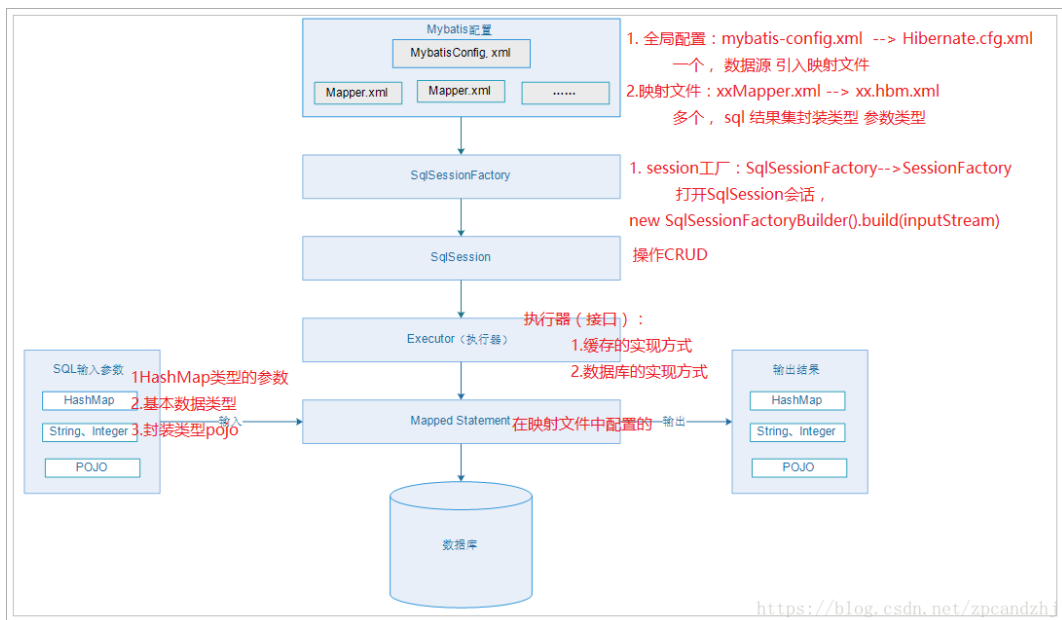 Mybatis配置
MybatisConfig, xml
Mapper.xml
Mapper.xml
......
1. 全局配置：mybatis-config.xml --> Hibernate.cfg.xml
一个， 数据源 引入映射文件
2.映射文件：xxMapper.xml --> xx.hbm.xml
多个， sql 结果集封装类型 参数类型
SqlSessionFactory
1. session工厂：SqlSessionFactory-->SessionFactory
打开SqlSession会话，
new SqlSessionFactoryBuilder().build(inputStream)
SqlSession
操作CRUD
Executor（执行器）
执行器（接口）：
1.缓存的实现方式
2.数据库的实现方式
SQL输入参数
HashMap
String、Integer
POJO
1HashMap类型的参数
2.基本数据类型
3.封装类型pojo
输入
Mapped Statement
在映射文件中配置的
输出
输出结果
HashMap
String、Integer
POJO
数据库
https://blog.csdn.net/zpcandzhj